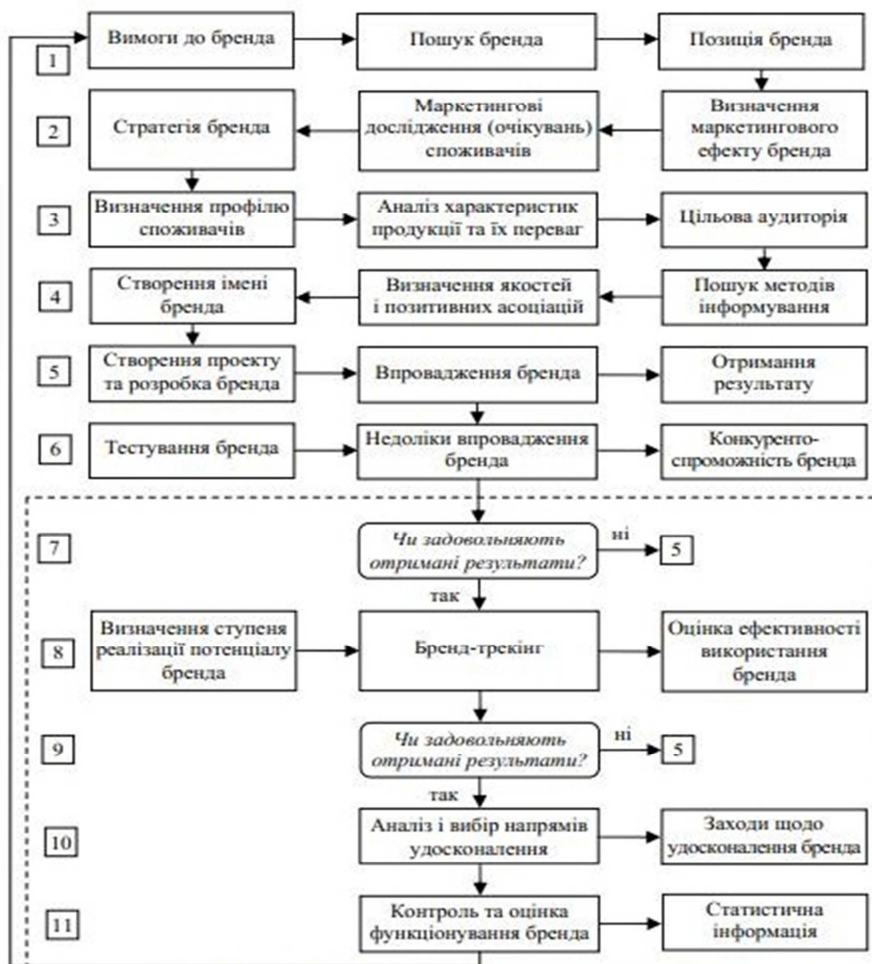 Вимоги до бренда
Пошук бренда
Позиція бренда
1
2
Стратегія бренда
Маркетингові
дослідження (очікувань)
споживачів
Визначення
маркетингового
ефекту бренда
3
Визначення профілю
споживачів
Аналіз характеристик
продукції та їх переваг
Цільова аудиторія
4
Створення імені
бренда
Визначення якостей
і позитивних асоціацій
Пошук методів
інформування
5
Створення проекту
та розробка бренда
Впровадження бренда
Отримання
результату
6
Тестування бренда
Недоліки впровадження
бренда
Конкуренто-
спроможність бренда
7
Чи задовольняють
отримані результати?
ні
5
так
8
Визначення ступеня
реалізації потенціалу
бренда
Бренд-трекінг
Оцінка ефективності
використання
бренда
9
Чи задовольняють
отримані результати?
ні
5
так
10
Аналіз і вибір напрямів
удосконалення
Заходи щодо
удосконалення бренда
11
Контроль та оцінка
функціонування бренда
Статистична
інформація